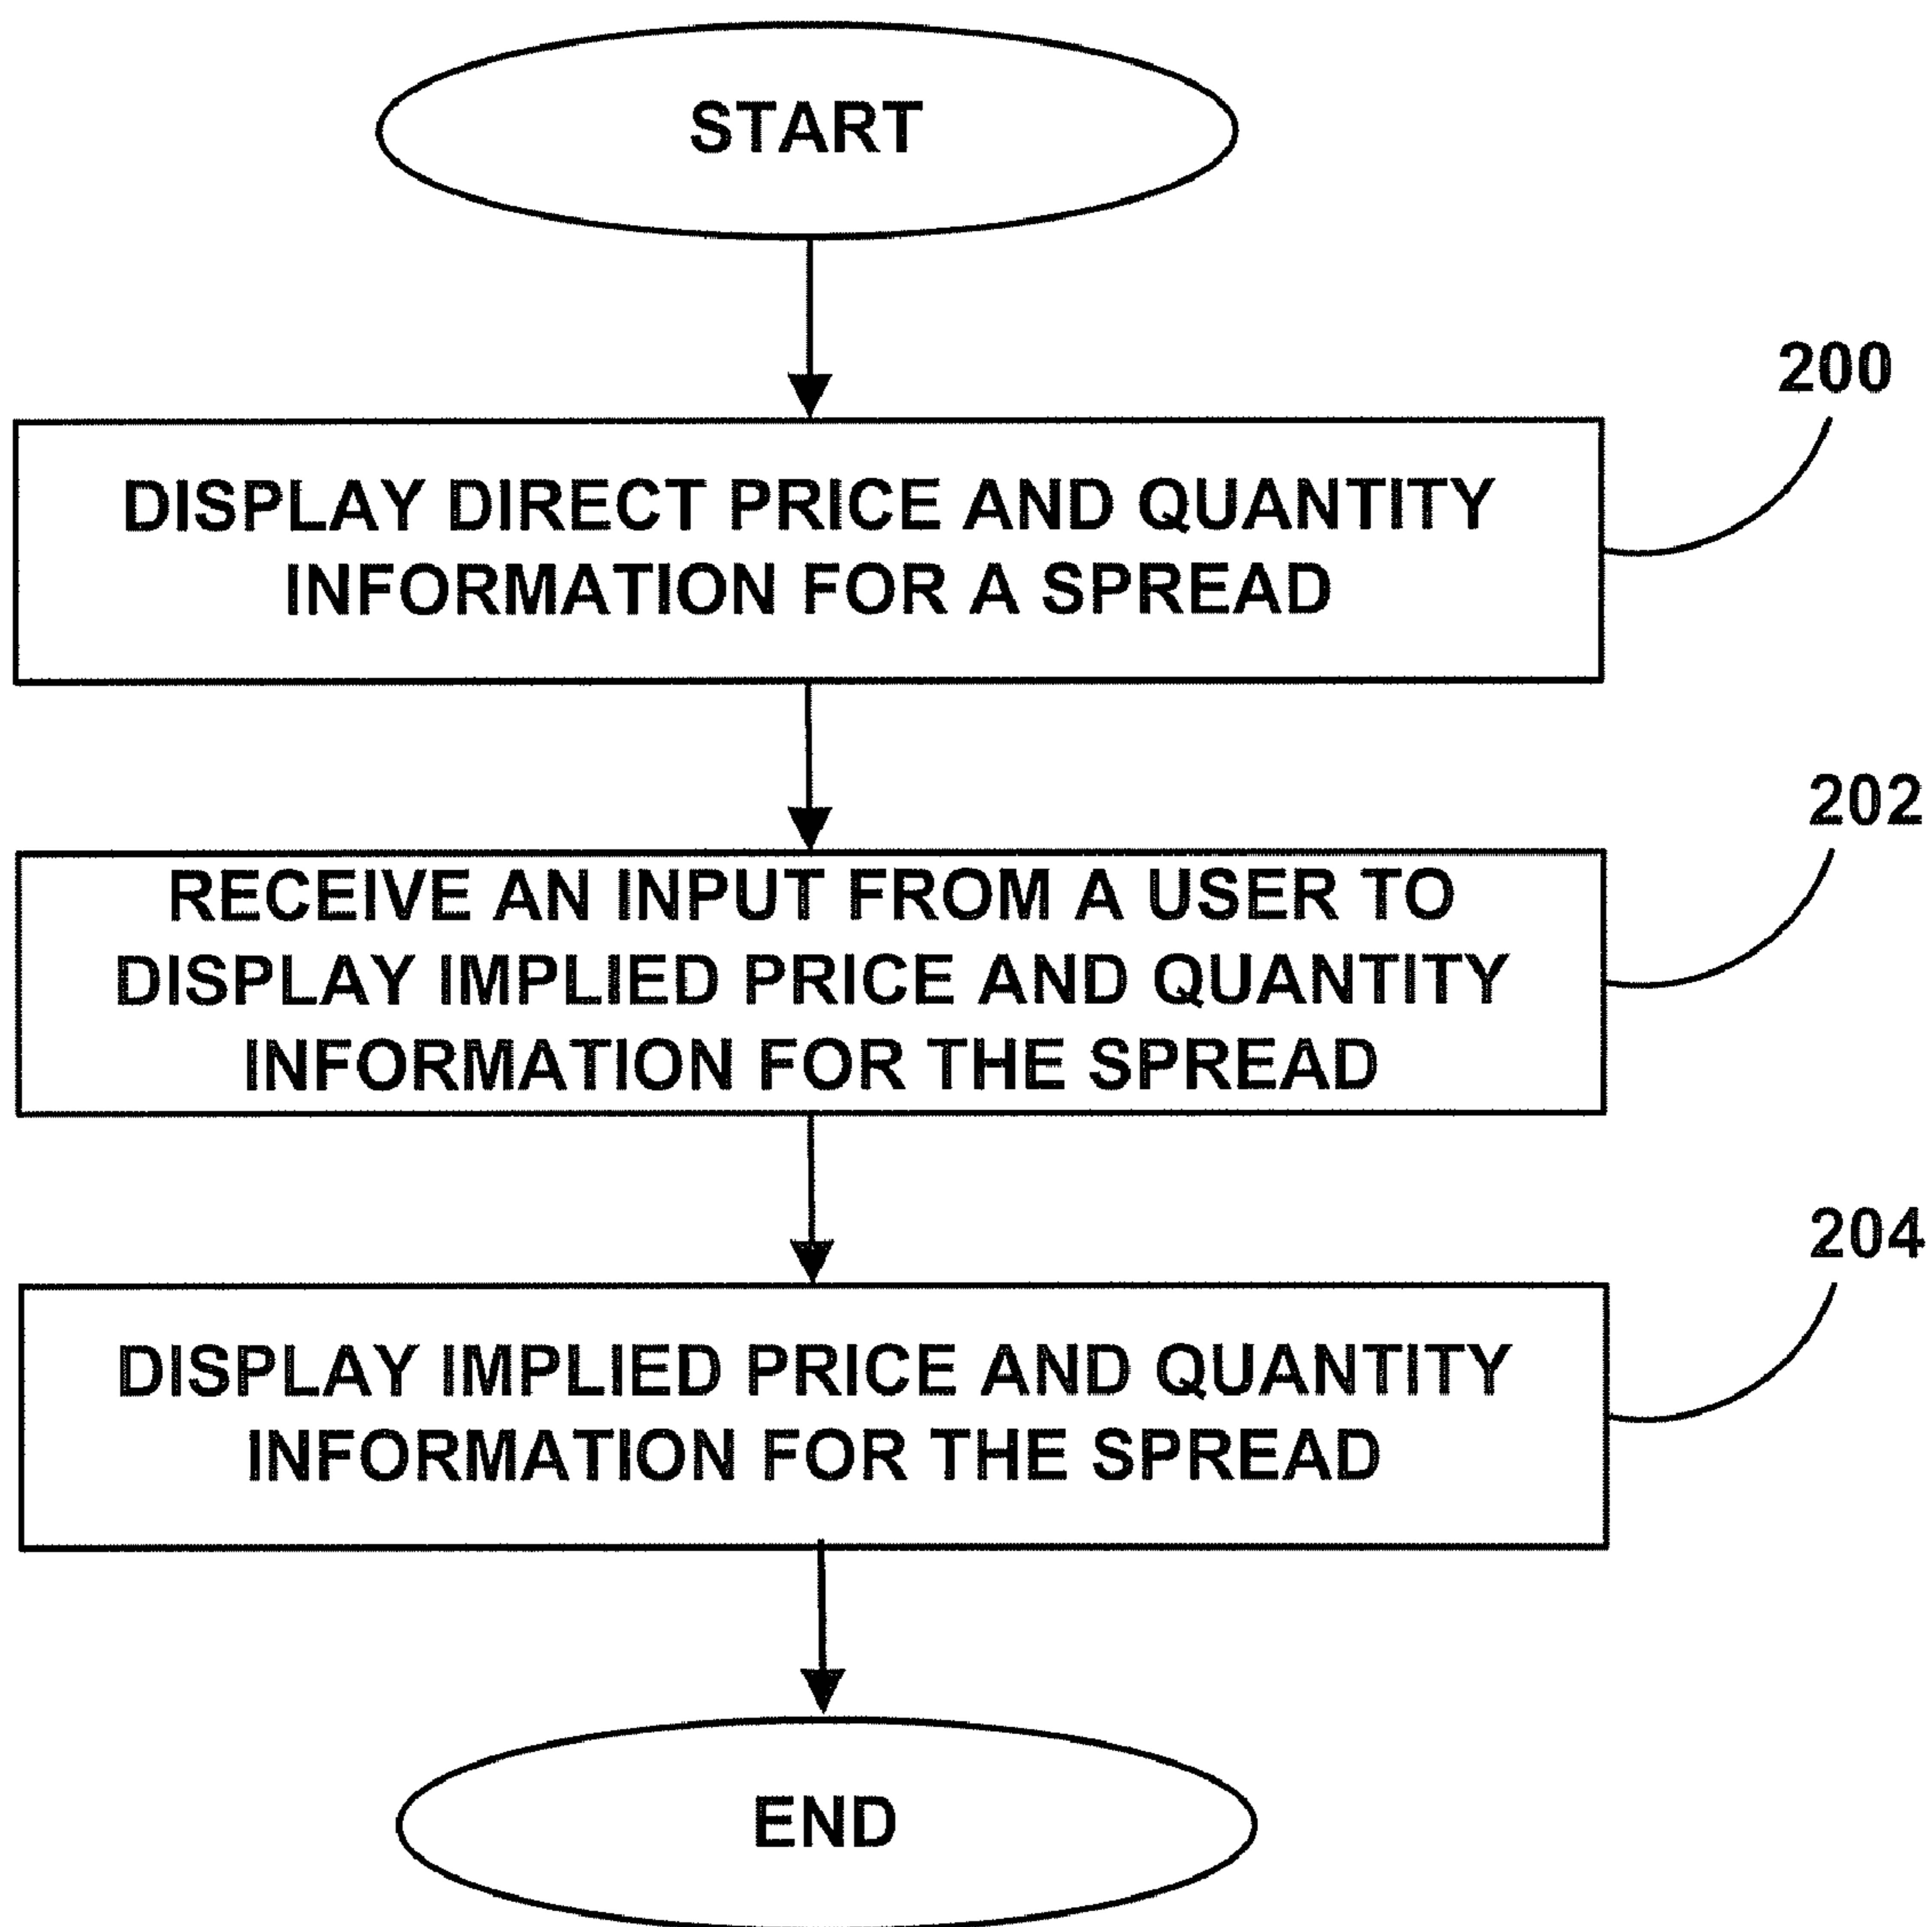 START
200
DISPLAY DIRECT PRICE AND QUANTITY
INFORMATION FOR A SPREAD
202
RECEIVE AN INPUT FROM A USER TO
DISPLAY IMPLIED PRICE AND QUANTITY
INFORMATION FOR THE SPREAD
204
DISPLAY IMPLIED PRICE AND QUANTITY
INFORMATION FOR THE SPREAD
END